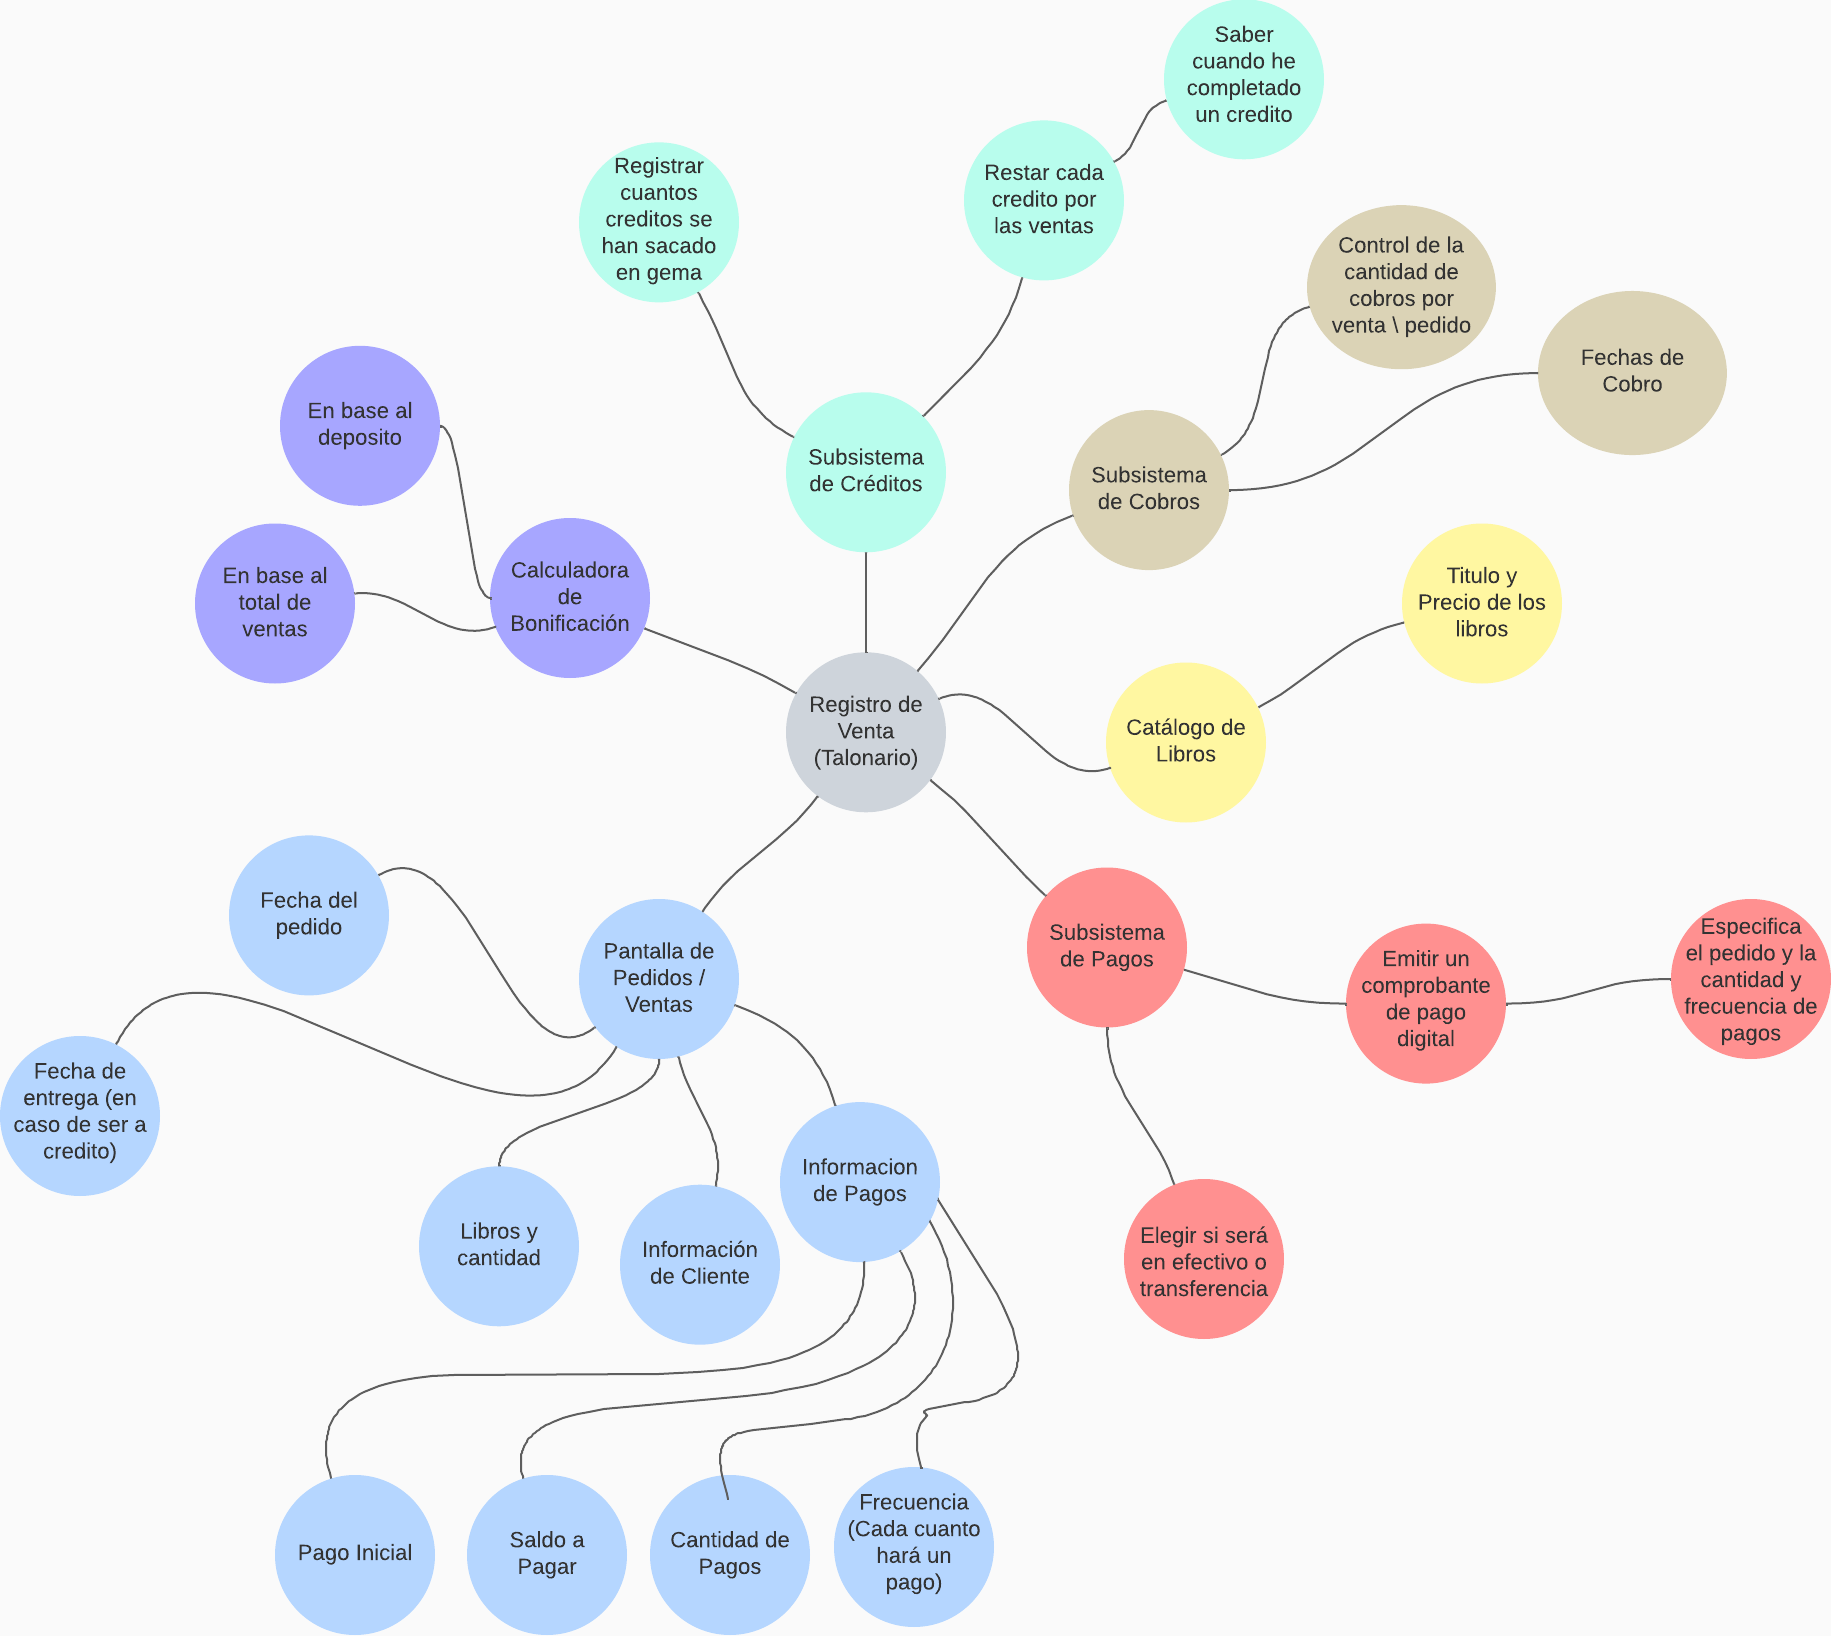 Saber
cuando he
completado
un credito
Registrar
cuantos
creditos se
han sacado
en gema
Restar cada
credito por
las ventas
Control de la
cantidad de
cobros por
venta \ pedido
Fechas de
Cobro
En base al
deposito
Subsistema
de Créditos
Subsistema
de Cobros
En base al
total de
ventas
Calculadora
de
Bonificación
Titulo y
Precio de los
libros
Registro de
Venta
(Talonario)
Catálogo de
Libros
Fecha del
pedido
Pantalla de
Pedidos /
Ventas
Subsistema
de Pagos
Emitir un
comprobante
de pago
digital
Especifica
el pedido y la
cantidad y
frecuencia de
pagos
Fecha de
entrega (en
caso de ser a
credito)
Libros y
cantidad
Información
de Cliente
Informacion
de Pagos
Elegir si será
en efectivo o
transferencia
Pago Inicial
Saldo a
Pagar
Cantidad de
Pagos
Frecuencia
(Cada cuanto
hará un
pago)